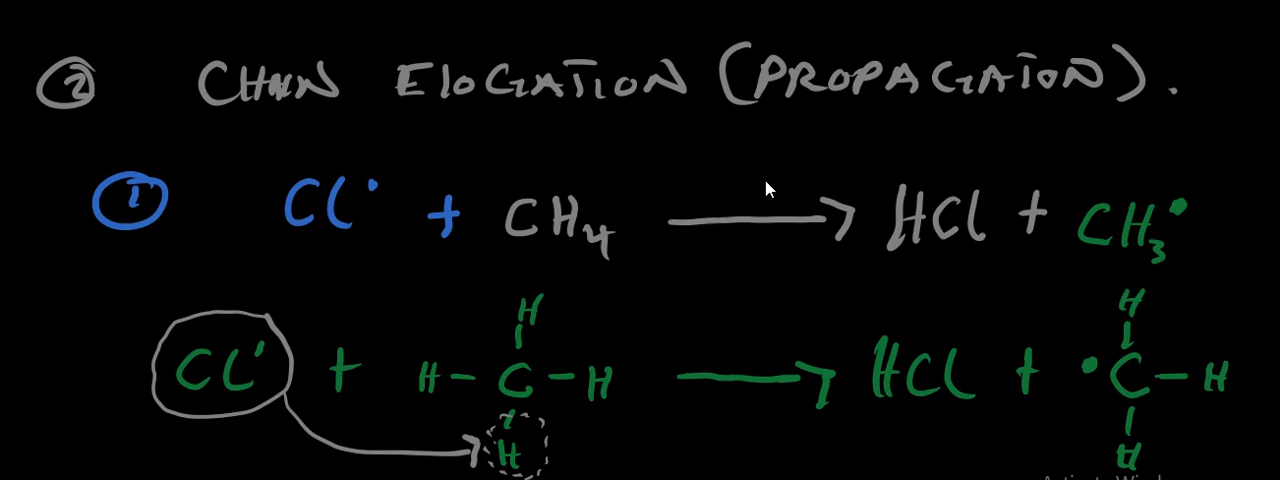 ② CHAIN ELOGATION (PROPAGATION).
① Cl• + CH₄ → HCl + CH₃•
H H
CL• + H–C–H → HCL + •C–H
H H